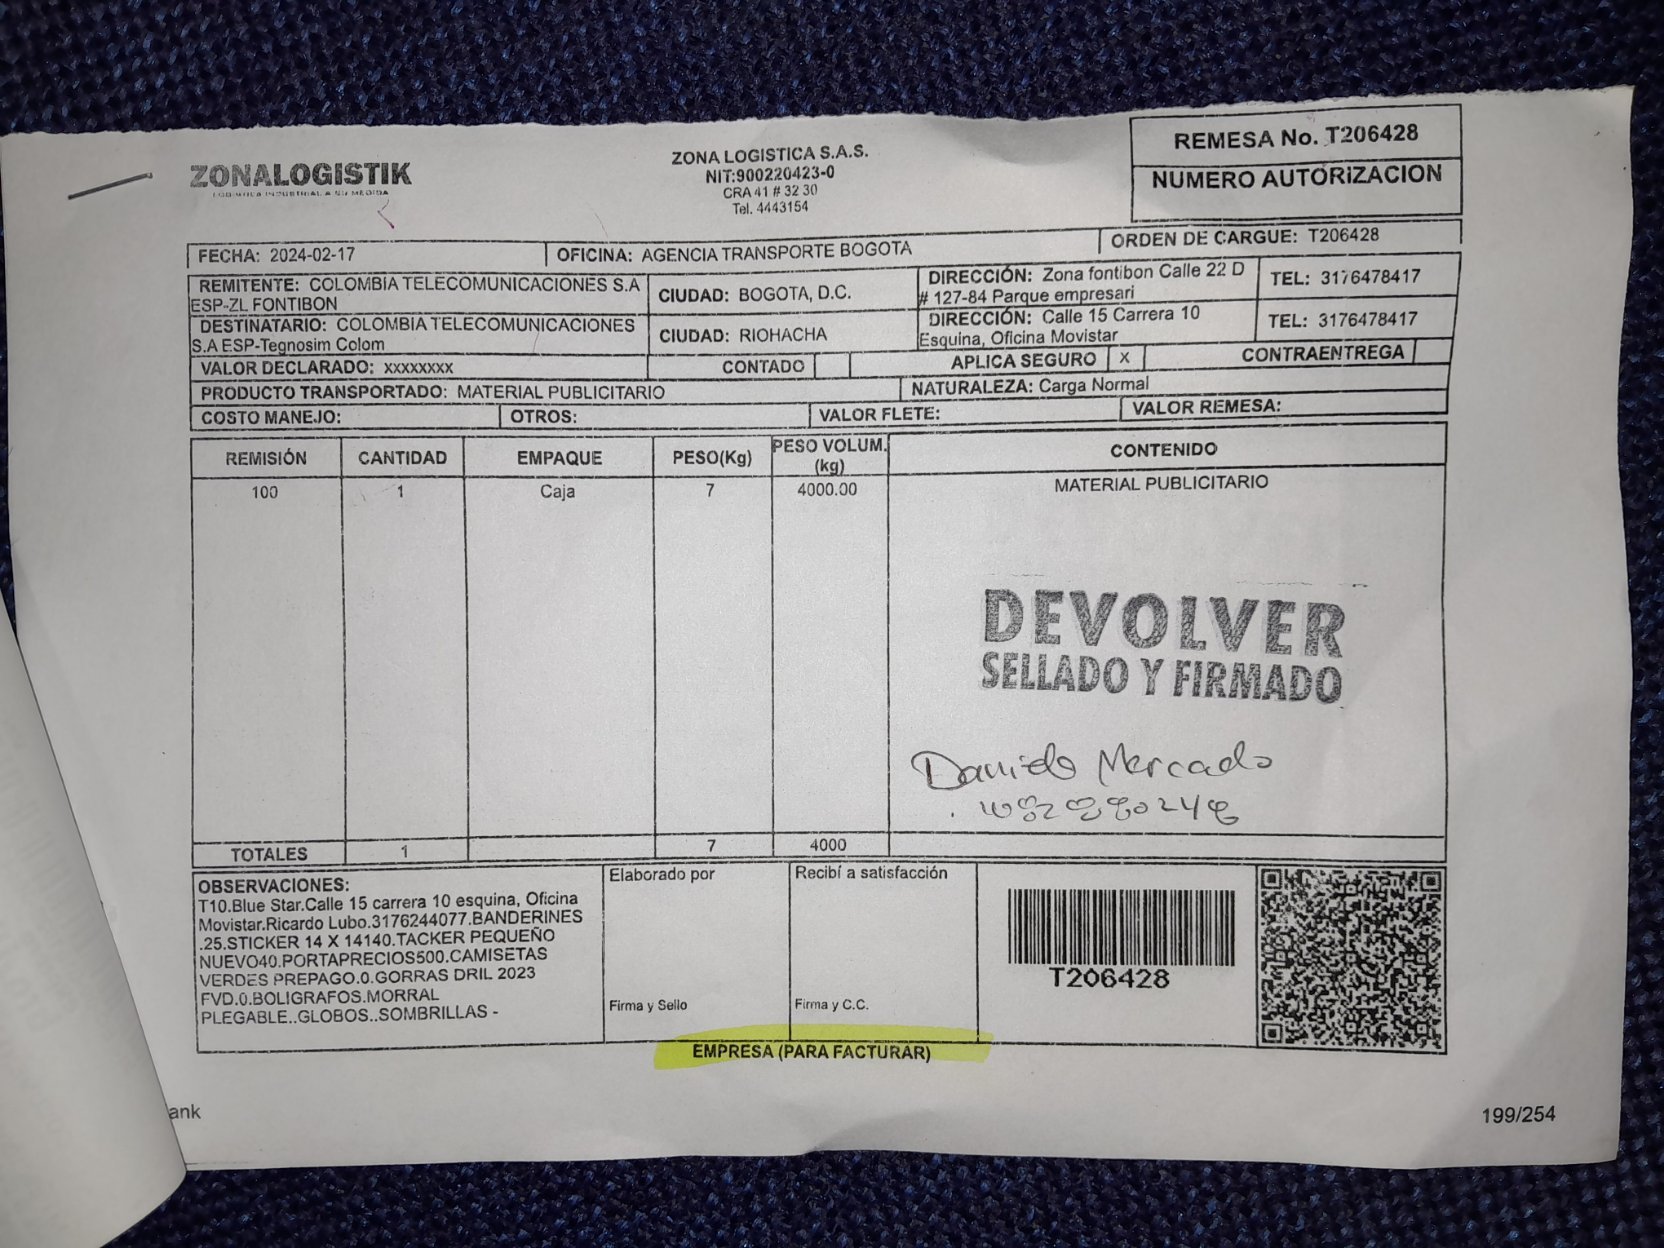 ZONALOGISTIK
LOGISTICA INDUSTRIAL A SU MEDIDA
ZONA LOGISTICA S.A.S.
NIT:900220423-0
CRA 41 # 32 30
Tel. 4443154
REMESA No. T206428
NUMERO AUTORIZACION
FECHA: 2024-02-17
OFICINA: AGENCIA TRANSPORTE BOGOTA
ORDEN DE CARGUE: T206428
REMITENTE: COLOMBIA TELECOMUNICACIONES S.A
ESP-ZL FONTIBON
CIUDAD: BOGOTA, D.C.
DIRECCIÓN: Zona fontibon Calle 22 D
# 127-84 Parque empresari
TEL: 3176478417
DESTINATARIO: COLOMBIA TELECOMUNICACIONES
S.A ESP-Tegnosim Colom
CIUDAD: RIOHACHA
DIRECCIÓN: Calle 15 Carrera 10
Esquina, Oficina Movistar
TEL: 3176478417
VALOR DECLARADO: xxxxxxxx
CONTADO
APLICA SEGURO X
CONTRAENTREGA
PRODUCTO TRANSPORTADO: MATERIAL PUBLICITARIO
NATURALEZA: Carga Normal
COSTO MANEJO:
OTROS:
VALOR FLETE:
VALOR REMESA:
REMISIÓN CANTIDAD EMPAQUE PESO(Kg) PESO VOLUM. (kg) CONTENIDO
100 1 Caja 7 4000.00 MATERIAL PUBLICITARIO
DEVOLVER
SELLADO Y FIRMADO
Daniela Mercado
TOTALES 1 7 4000
OBSERVACIONES:
T10.Blue Star.Calle 15 carrera 10 esquina, Oficina
Movistar.Ricardo Lubo.3176244077.BANDERINES
.25.STICKER 14 X 14140.TACKER PEQUEÑO
NUEVO40.PORTAPRECIOS500.CAMISETAS
VERDES PREPAGO.0.GORRAS DRIL 2023
FVD.0.BOLIGRAFOS.MORRAL
PLEGABLE..GLOBOS..SOMBRILLAS -
Elaborado por
Firma y Sello
Recibí a satisfacción
Firma y C.C.
T206428
EMPRESA (PARA FACTURAR)
ank
199/254